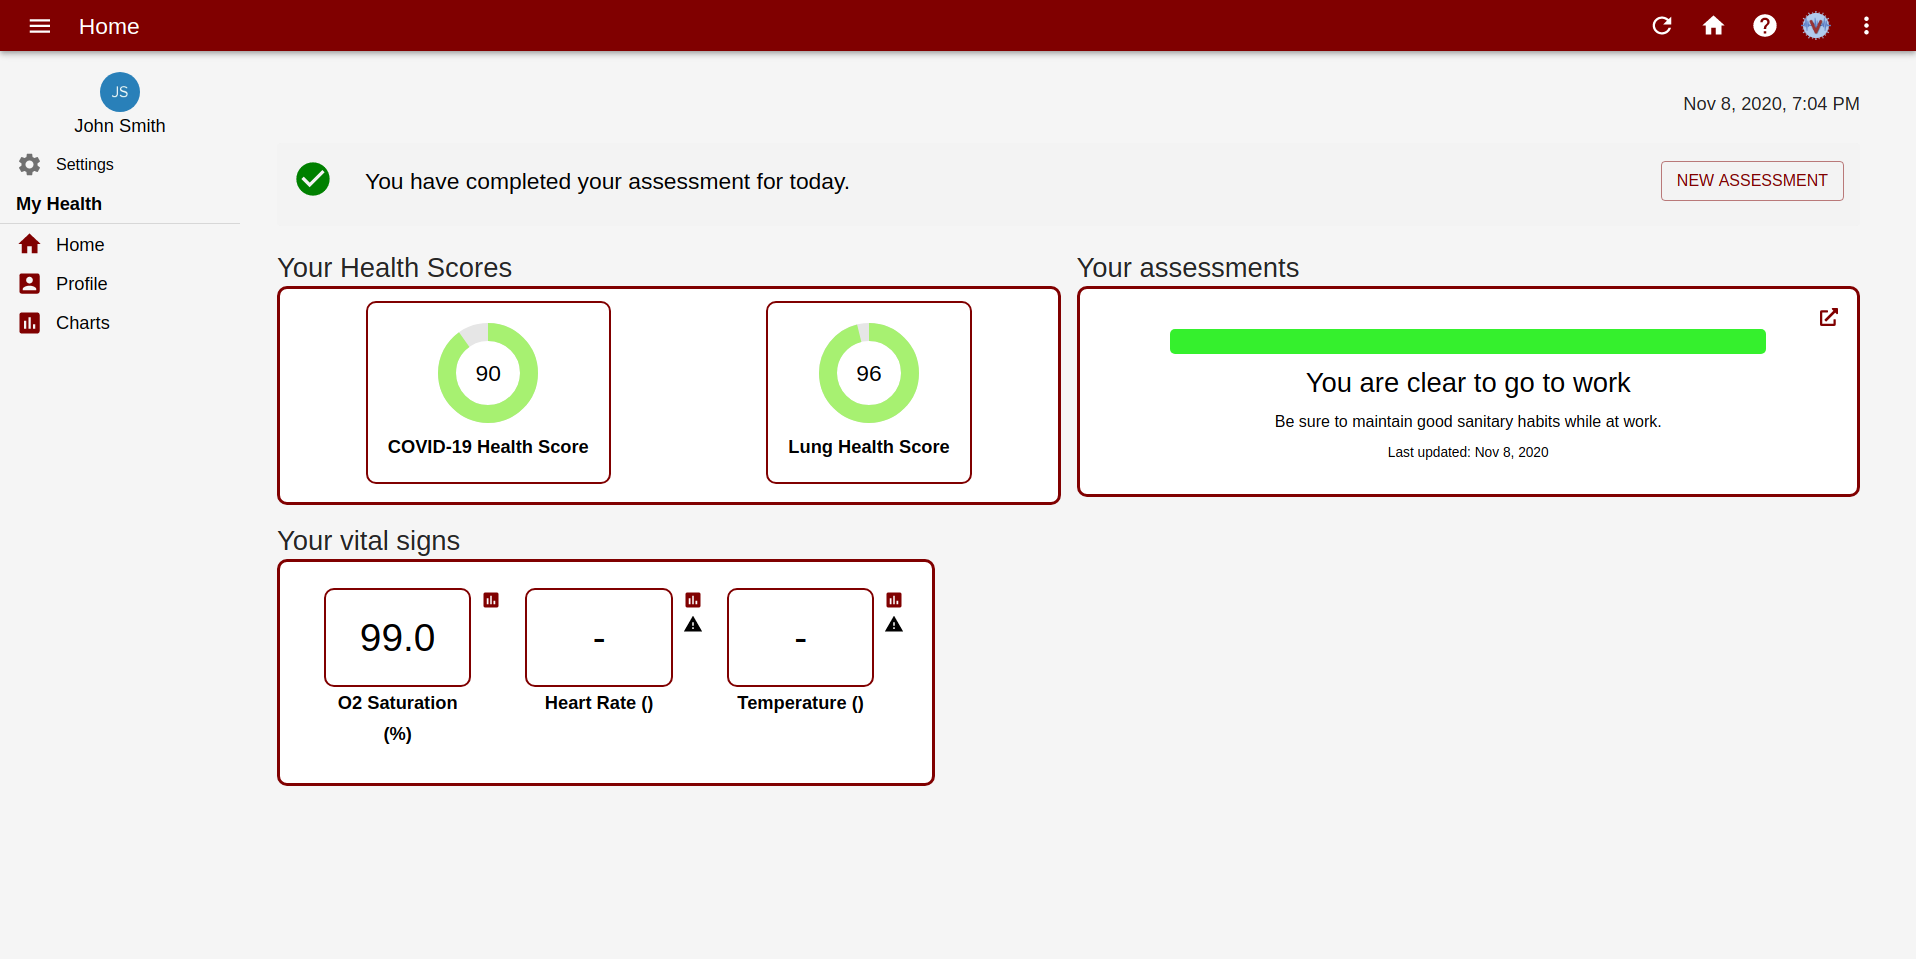 Home
JS
John Smith
Settings
My Health
Home
Profile
Charts
Nov 8, 2020, 7:04 PM
You have completed your assessment for today.
NEW ASSESSMENT
Your Health Scores
90
COVID-19 Health Score
96
Lung Health Score
Your assessments
You are clear to go to work
Be sure to maintain good sanitary habits while at work.
Last updated: Nov 8, 2020
Your vital signs
99.0
O2 Saturation
(%)
-
Heart Rate ()
-
Temperature ()